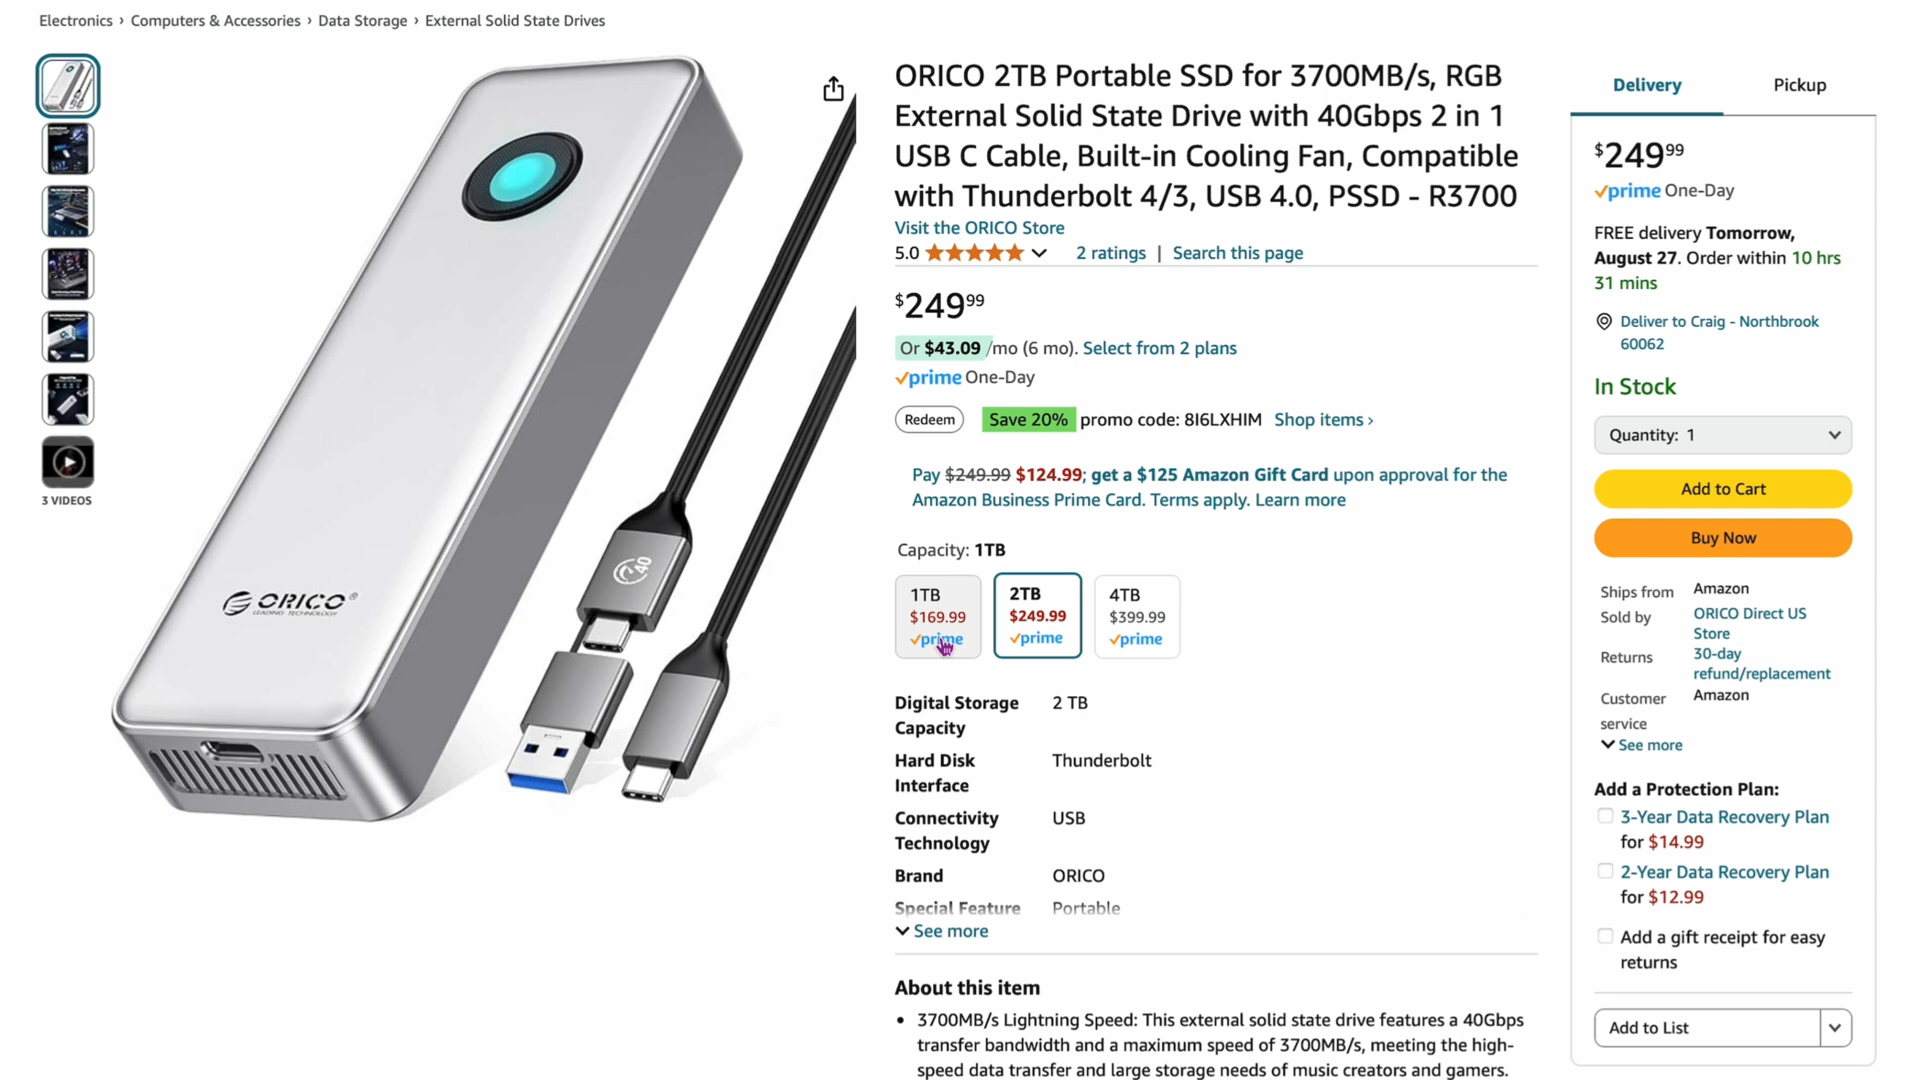 Electronics › Computers & Accessories › Data Storage › External Solid State Drives
3 VIDEOS
ORICO®
LEADING TECHNOLOGY
40
ORICO 2TB Portable SSD for 3700MB/s, RGB
External Solid State Drive with 40Gbps 2 in 1
USB C Cable, Built-in Cooling Fan, Compatible
with Thunderbolt 4/3, USB 4.0, PSSD - R3700
Visit the ORICO Store
5.0 2 ratings | Search this page
$24999
Or $43.09 /mo (6 mo). Select from 2 plans
prime One-Day
Redeem Save 20% promo code: 8I6LXHIM Shop items ›
Pay $249.99 $124.99; get a $125 Amazon Gift Card upon approval for the
Amazon Business Prime Card. Terms apply. Learn more
Capacity: 1TB
1TB
$169.99
prime
2TB
$249.99
prime
4TB
$399.99
prime
Digital Storage 2 TB
Capacity
Hard Disk Thunderbolt
Interface
Connectivity USB
Technology
Brand ORICO
Special Feature Portable
See more
About this item
• 3700MB/s Lightning Speed: This external solid state drive features a 40Gbps
transfer bandwidth and a maximum speed of 3700MB/s, meeting the high-
speed data transfer and large storage needs of music creators and gamers.
Delivery Pickup
$24999
prime One-Day
FREE delivery Tomorrow,
August 27. Order within 10 hrs
31 mins
Deliver to Craig - Northbrook
60062
In Stock
Quantity: 1
Add to Cart
Buy Now
Ships from Amazon
Sold by ORICO Direct US
Store
Returns 30-day
refund/replacement
Customer Amazon
service
See more
Add a Protection Plan:
3-Year Data Recovery Plan
for $14.99
2-Year Data Recovery Plan
for $12.99
Add a gift receipt for easy
returns
Add to List